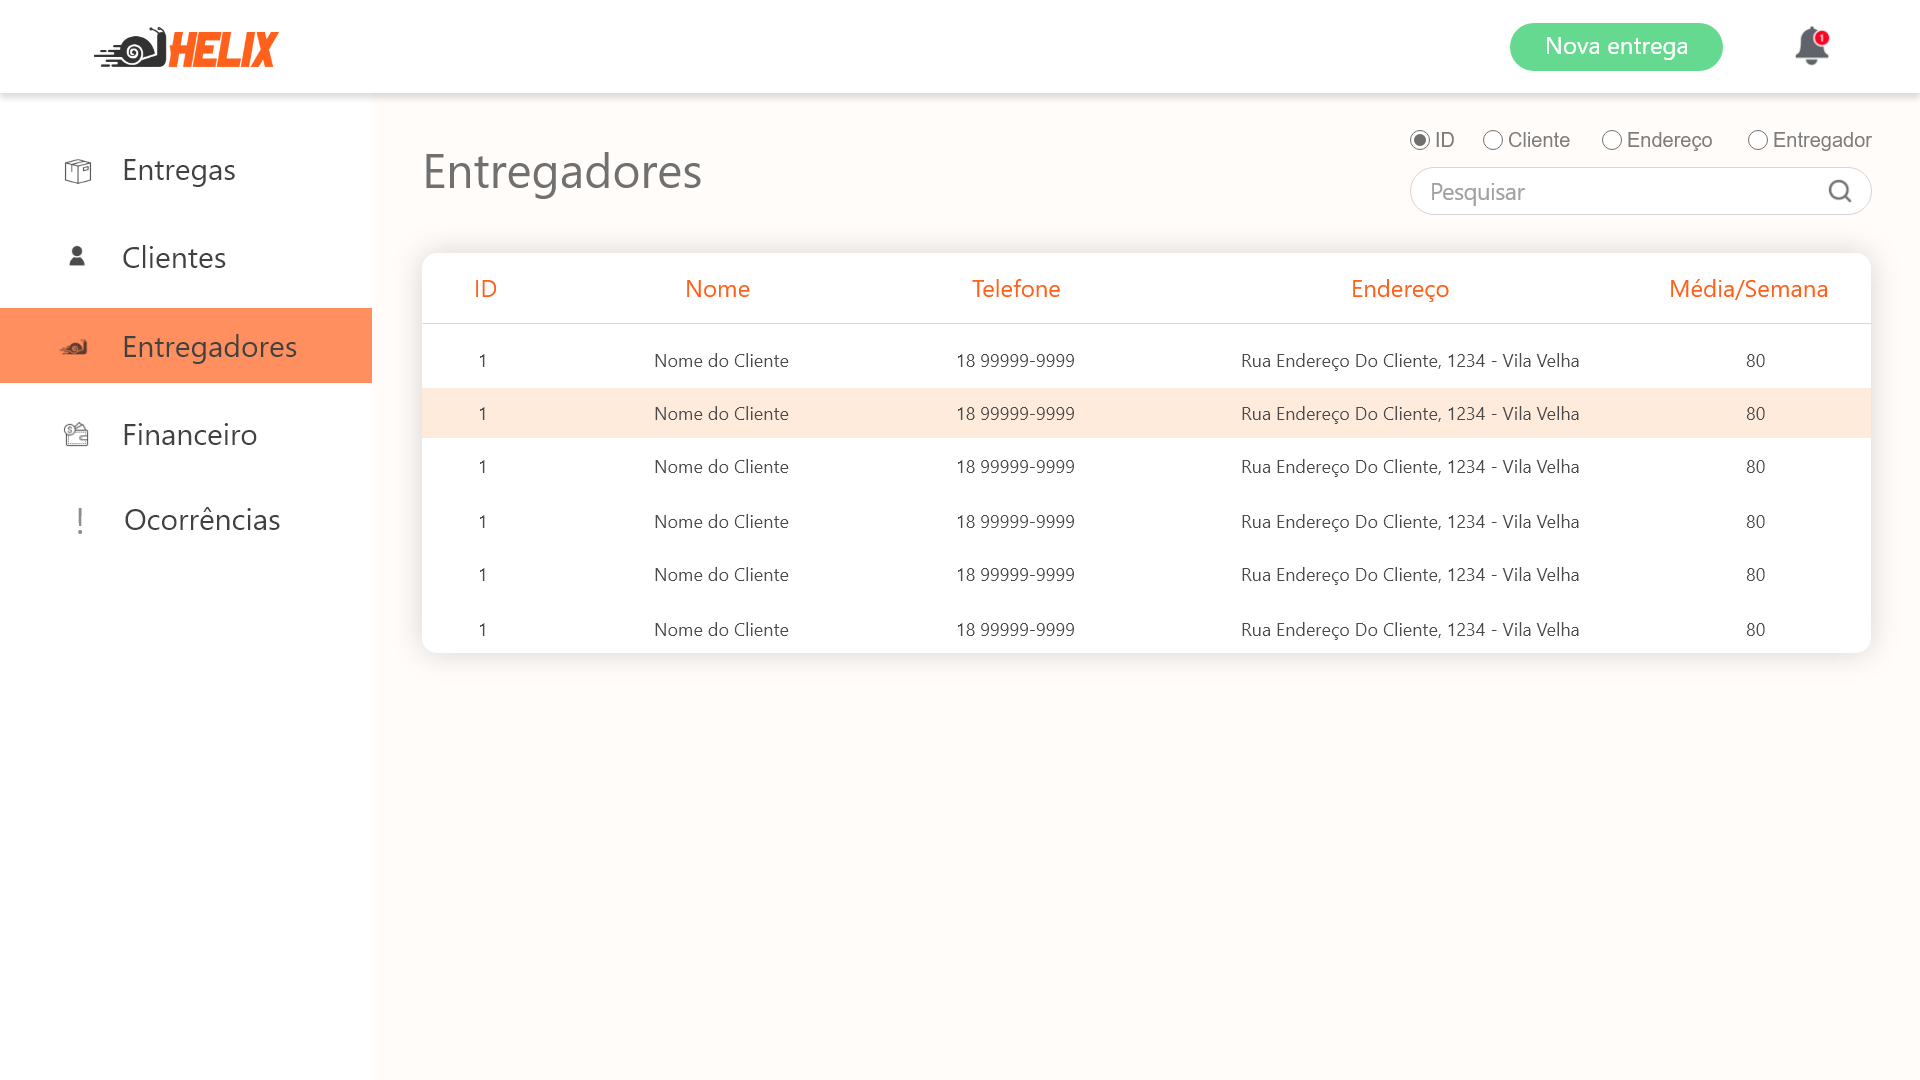 HELIX
Nova entrega
1
Entregas
Clientes
Entregadores
Financeiro
Ocorrências
Entregadores
ID Cliente Endereço Entregador
Pesquisar
ID Nome Telefone Endereço Média/Semana
1 Nome do Cliente 18 99999-9999 Rua Endereço Do Cliente, 1234 - Vila Velha 80
1 Nome do Cliente 18 99999-9999 Rua Endereço Do Cliente, 1234 - Vila Velha 80
1 Nome do Cliente 18 99999-9999 Rua Endereço Do Cliente, 1234 - Vila Velha 80
1 Nome do Cliente 18 99999-9999 Rua Endereço Do Cliente, 1234 - Vila Velha 80
1 Nome do Cliente 18 99999-9999 Rua Endereço Do Cliente, 1234 - Vila Velha 80
1 Nome do Cliente 18 99999-9999 Rua Endereço Do Cliente, 1234 - Vila Velha 80